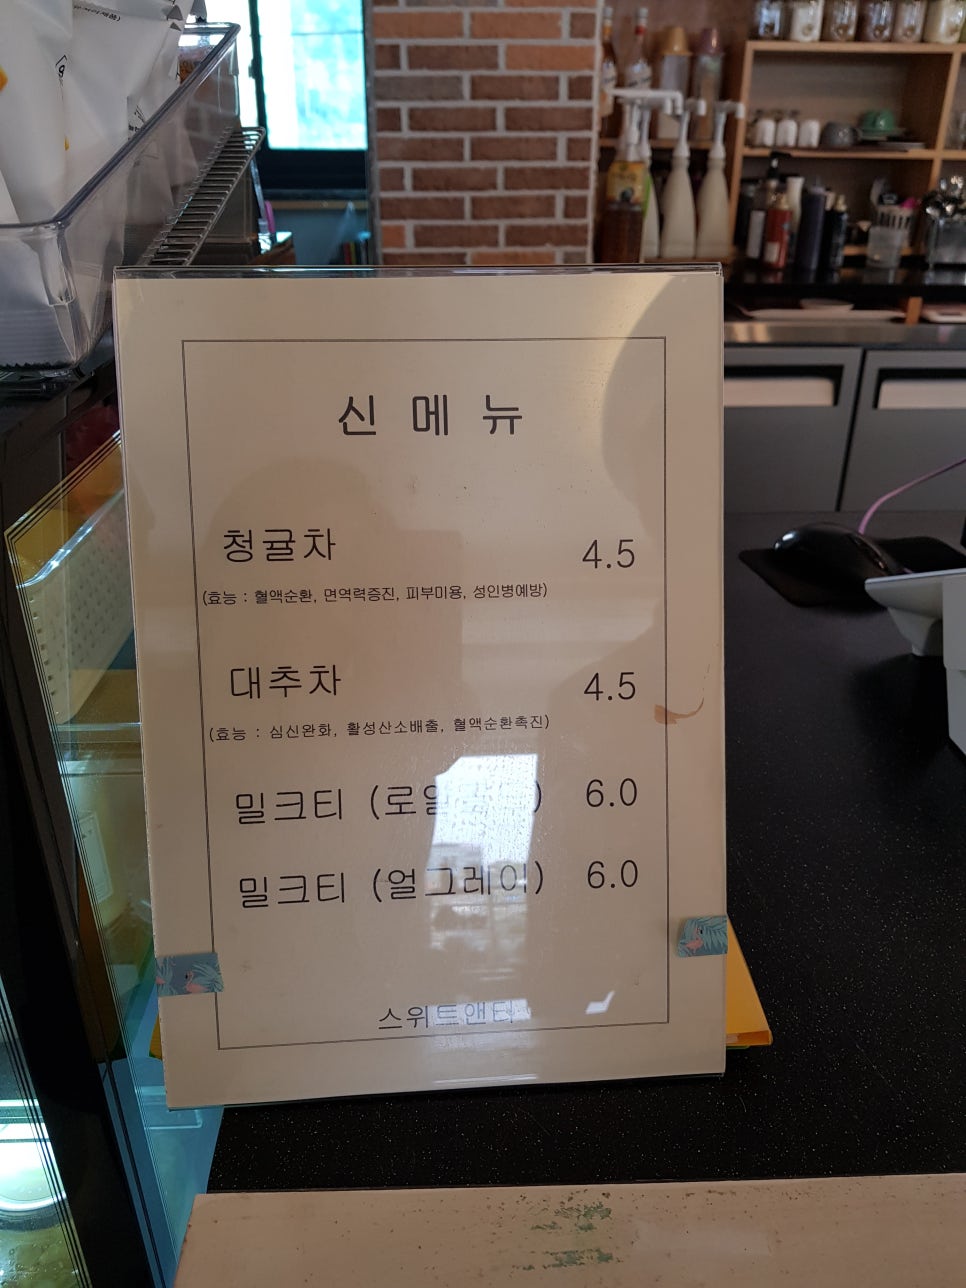 신 메 뉴
청귤차 4.5
(효능 : 혈액순환, 면역력증진, 피부미용, 성인병예방)
대추차 4.5
(효능 : 심신완화, 활성산소배출, 혈액순환촉진)
밀크티 (로얄 6.0
밀크티 (얼그레이) 6.0
스위트앤티